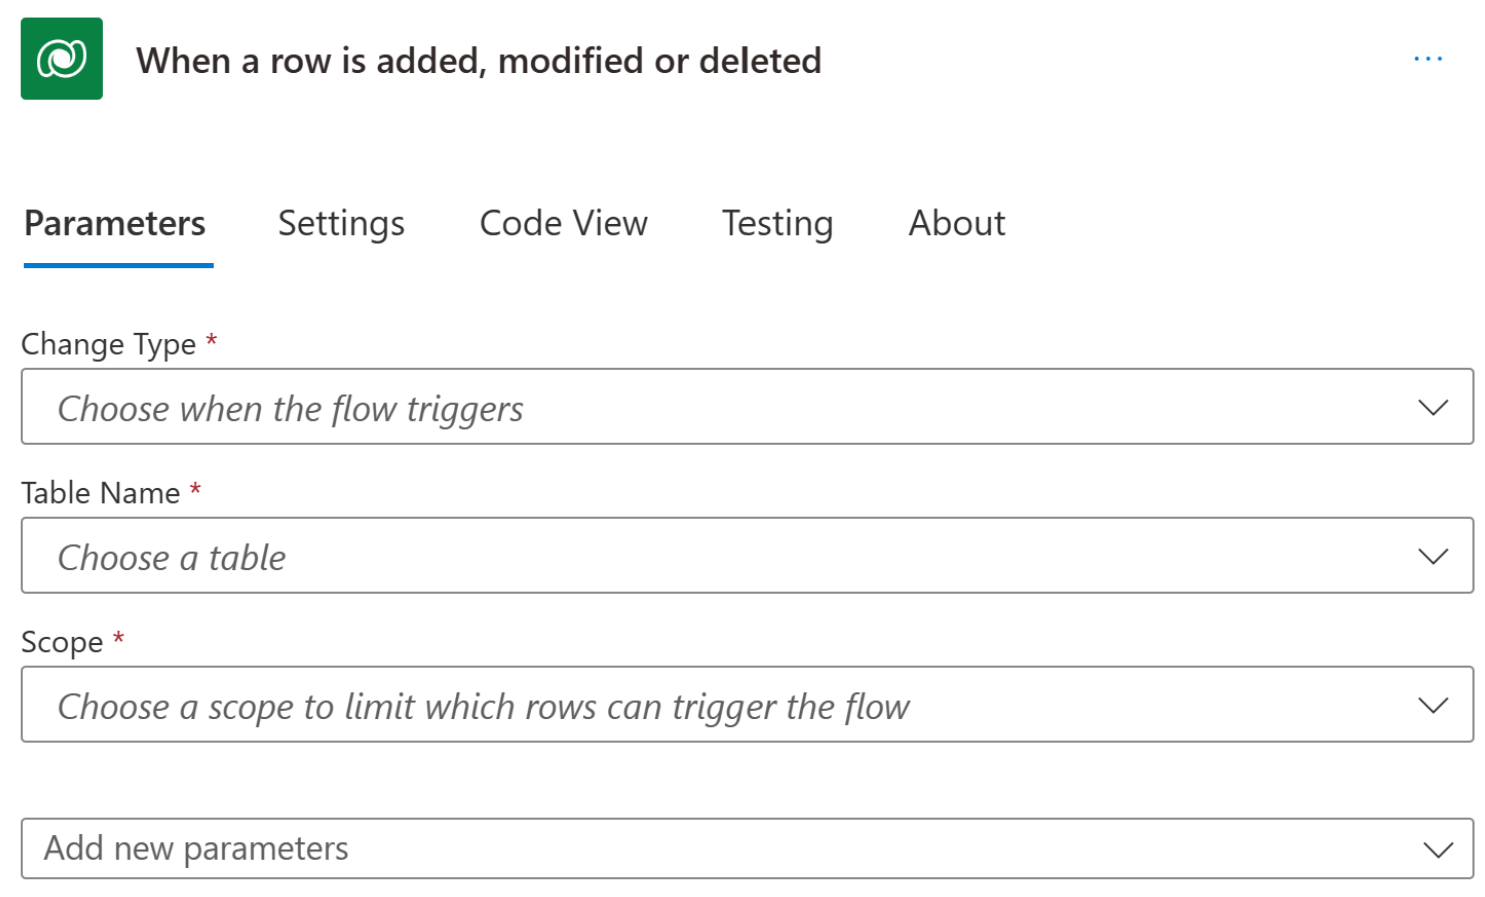 When a row is added, modified or deleted
...
Parameters Settings Code View Testing About
Change Type *
Choose when the flow triggers
Table Name *
Choose a table
Scope *
Choose a scope to limit which rows can trigger the flow
Add new parameters